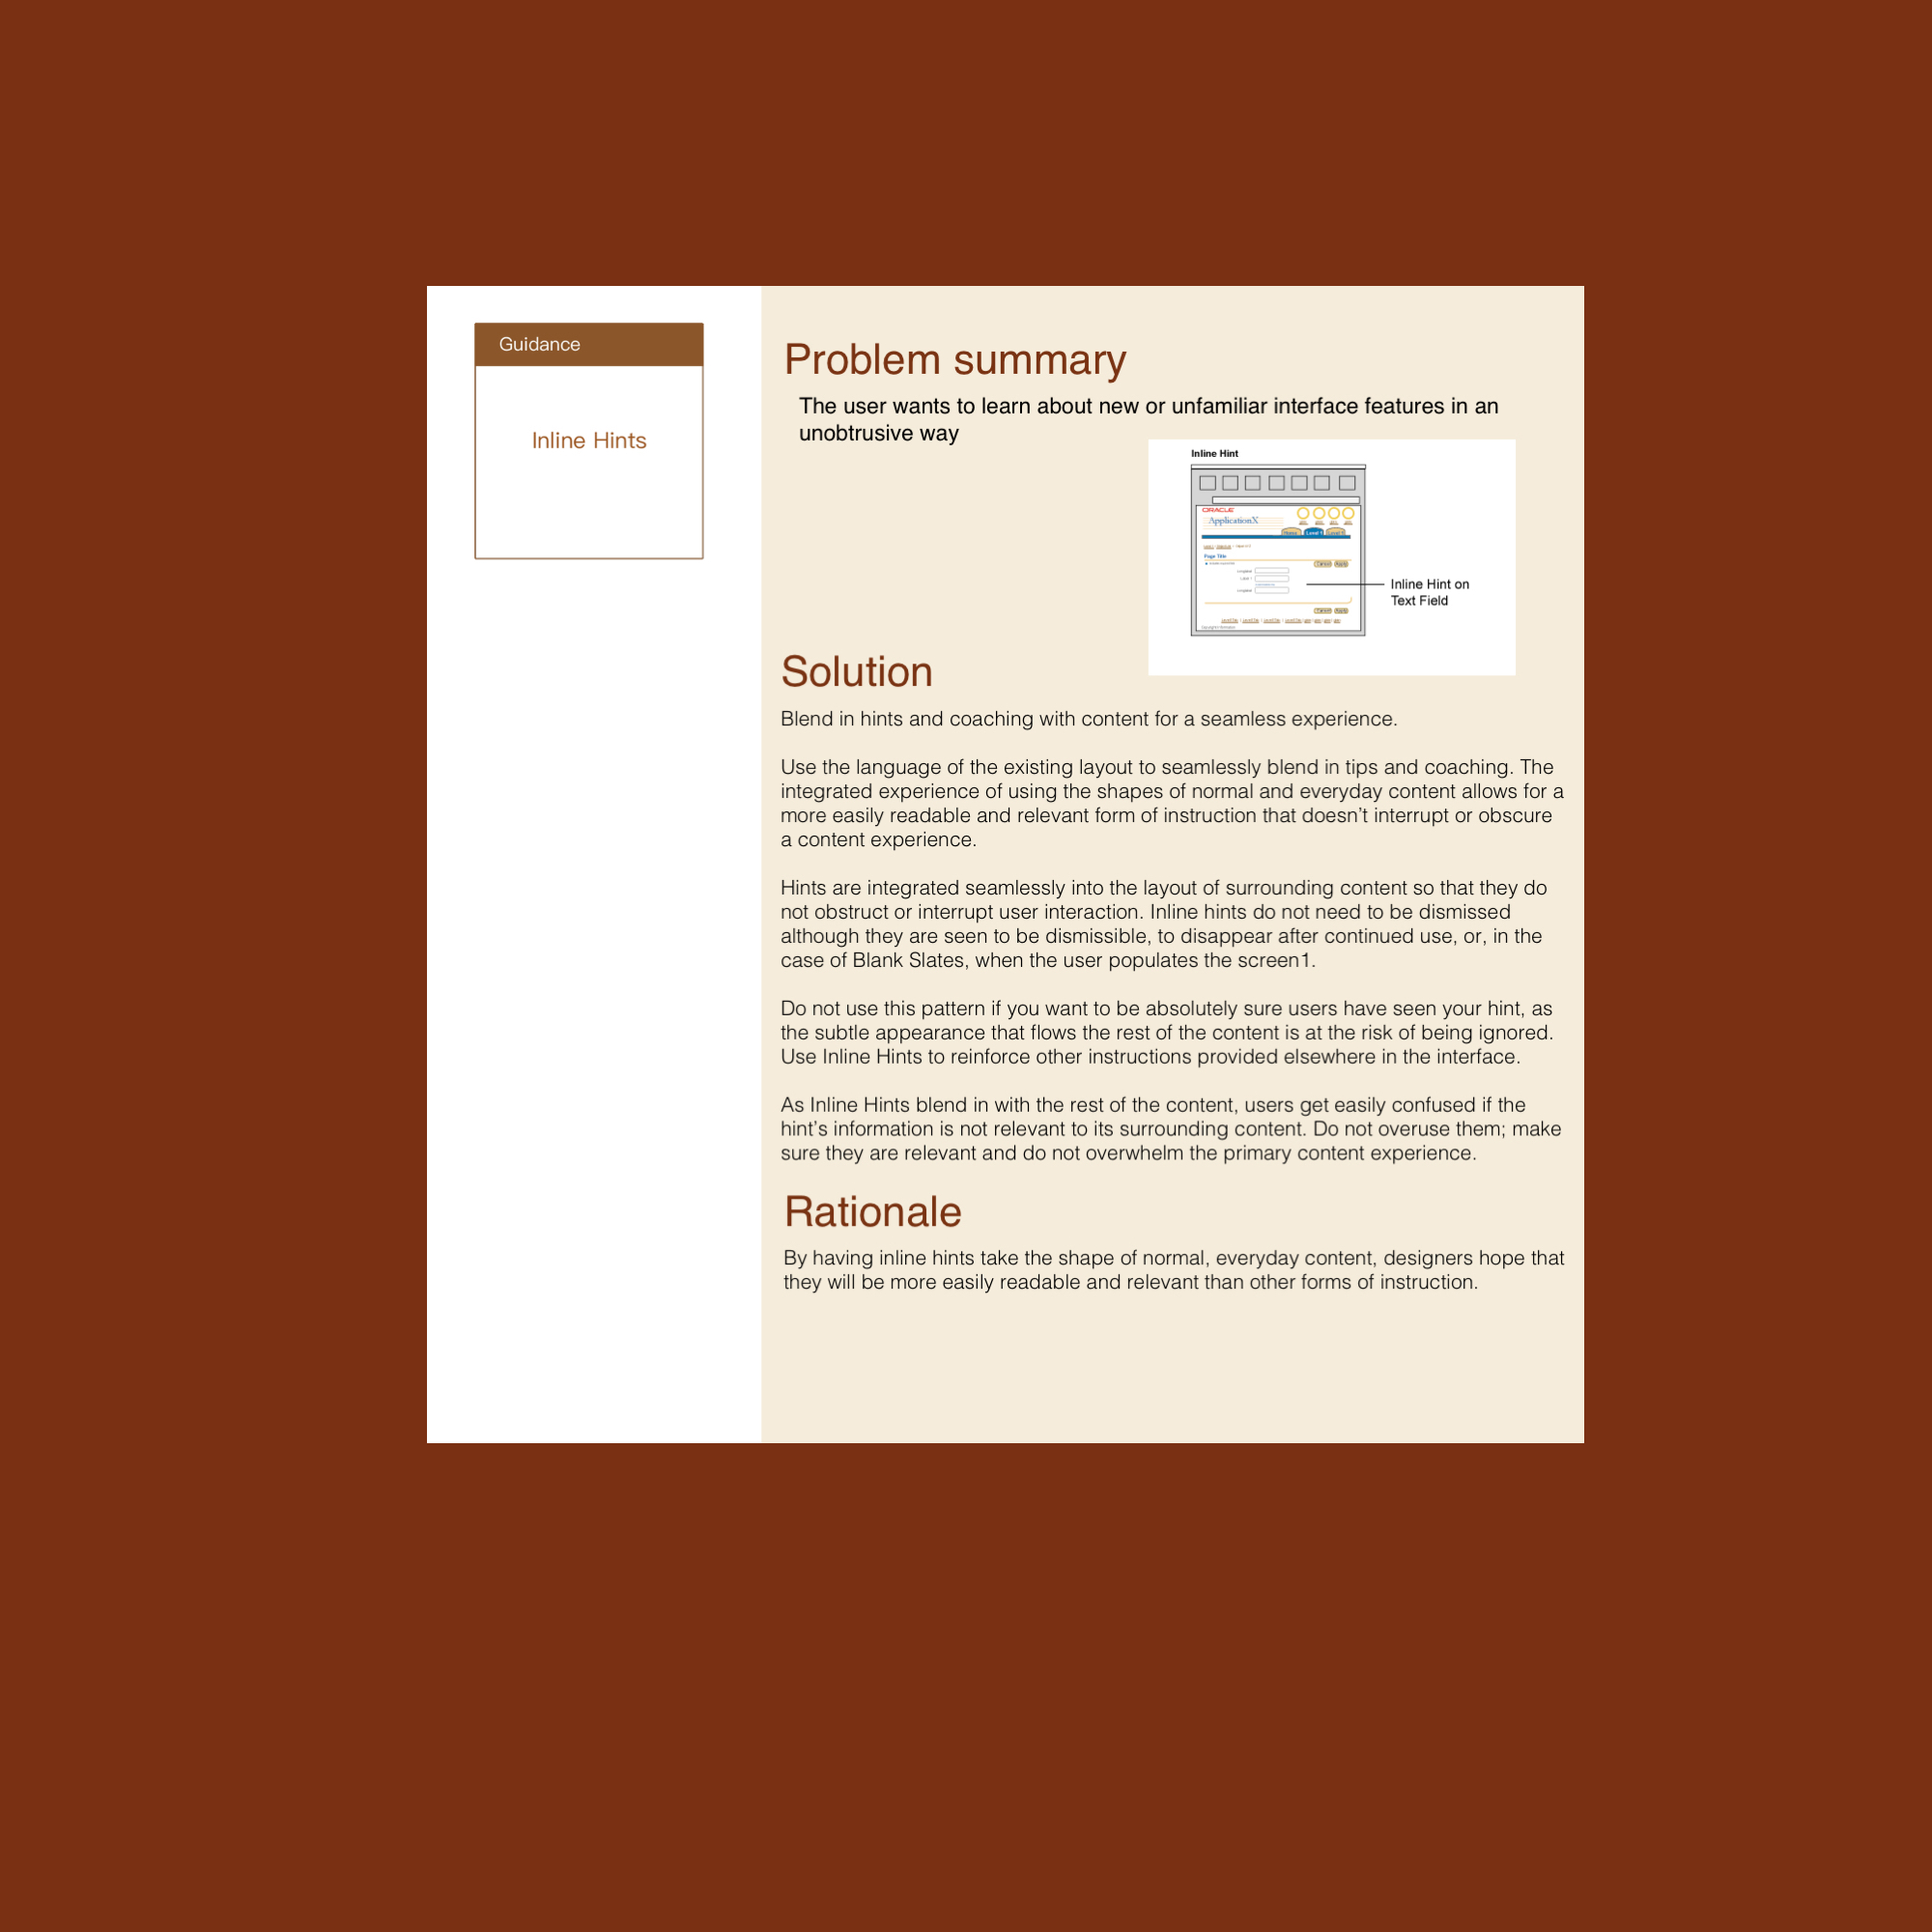 Guidance
Inline Hints
Problem summary
The user wants to learn about new or unfamiliar interface features in an
unobtrusive way
Inline Hint
ORACLE
ApplicationX
Page Title
Cancel Apply
Inline Hint on
Text Field
Cancel Apply
Solution
Blend in hints and coaching with content for a seamless experience.
Use the language of the existing layout to seamlessly blend in tips and coaching. The
integrated experience of using the shapes of normal and everyday content allows for a
more easily readable and relevant form of instruction that doesn’t interrupt or obscure
a content experience.
Hints are integrated seamlessly into the layout of surrounding content so that they do
not obstruct or interrupt user interaction. Inline hints do not need to be dismissed
although they are seen to be dismissible, to disappear after continued use, or, in the
case of Blank Slates, when the user populates the screen1.
Do not use this pattern if you want to be absolutely sure users have seen your hint, as
the subtle appearance that flows the rest of the content is at the risk of being ignored.
Use Inline Hints to reinforce other instructions provided elsewhere in the interface.
As Inline Hints blend in with the rest of the content, users get easily confused if the
hint’s information is not relevant to its surrounding content. Do not overuse them; make
sure they are relevant and do not overwhelm the primary content experience.
Rationale
By having inline hints take the shape of normal, everyday content, designers hope that
they will be more easily readable and relevant than other forms of instruction.